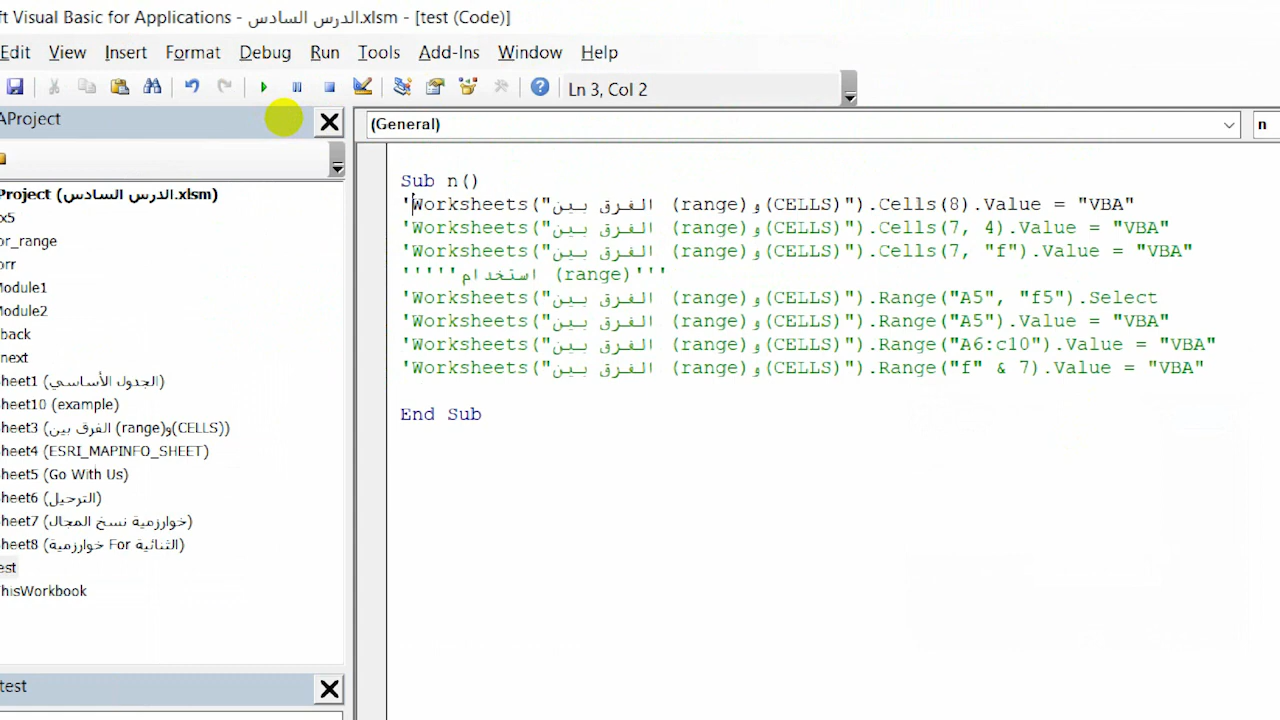 ft Visual Basic for Applications - الدرس السادس.xlsm - [test (Code)]
Edit View Insert Format Debug Run Tools Add-Ins Window Help
Ln 3, Col 2
AProject
(General)
n
Project (الدرس السادس.xlsm)
x5
or_range
orr
Module1
Module2
back
next
heet1 (الجدول الأساسي)
heet10 (example)
heet3 (الفرق بين (range)و(CELLS))
heet4 (ESRI_MAPINFO_SHEET)
heet5 (Go With Us)
heet6 (الترحيل)
heet7 (خوارزمية نسخ المجال)
heet8 (خوارزمية For الثنائية)
est
hisWorkbook
test
Sub n()
'Worksheets("الفرق بين (range)و(CELLS)").Cells(8).Value = "VBA"
'Worksheets("الفرق بين (range)و(CELLS)").Cells(7, 4).Value = "VBA"
'Worksheets("الفرق بين (range)و(CELLS)").Cells(7, "f").Value = "VBA"
'''''استخدام (range)'''
'Worksheets("الفرق بين (range)و(CELLS)").Range("A5", "f5").Select
'Worksheets("الفرق بين (range)و(CELLS)").Range("A5").Value = "VBA"
'Worksheets("الفرق بين (range)و(CELLS)").Range("A6:c10").Value = "VBA"
'Worksheets("الفرق بين (range)و(CELLS)").Range("f" & 7).Value = "VBA"
End Sub